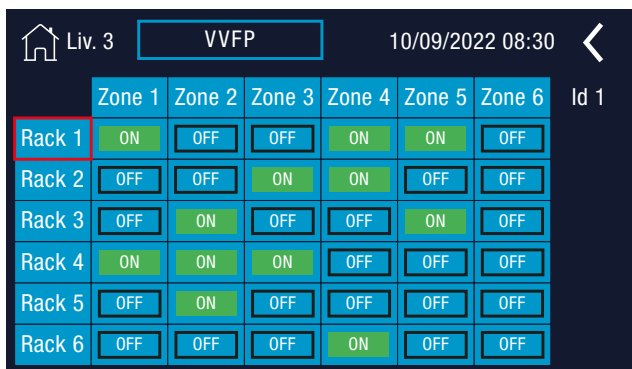 Liv. 3 VVFP 10/09/2022 08:30
Zone 1 Zone 2 Zone 3 Zone 4 Zone 5 Zone 6 Id 1
Rack 1 ON OFF OFF ON ON OFF
Rack 2 OFF OFF ON ON OFF OFF
Rack 3 OFF ON OFF OFF ON OFF
Rack 4 ON ON ON OFF OFF OFF
Rack 5 OFF ON OFF OFF OFF OFF
Rack 6 OFF OFF OFF ON OFF OFF